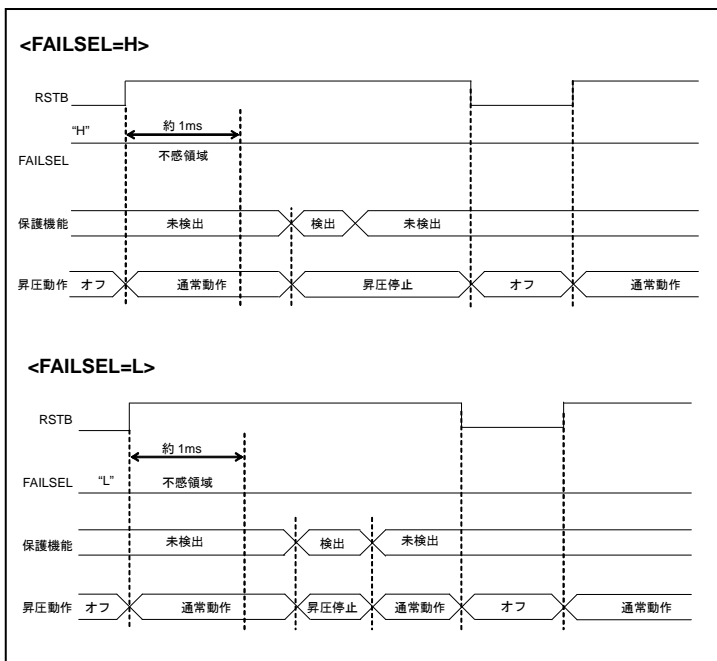 <FAILSEL=H>
RSTB
“H” 約 1ms
FAILSEL 不感領域
保護機能 未検出 検出 未検出
昇圧動作 オフ 通常動作 昇圧停止 オフ 通常動作
<FAILSEL=L>
RSTB
約 1ms
FAILSEL “L” 不感領域
保護機能 未検出 検出 未検出
昇圧動作 オフ 通常動作 昇圧停止 通常動作 オフ 通常動作